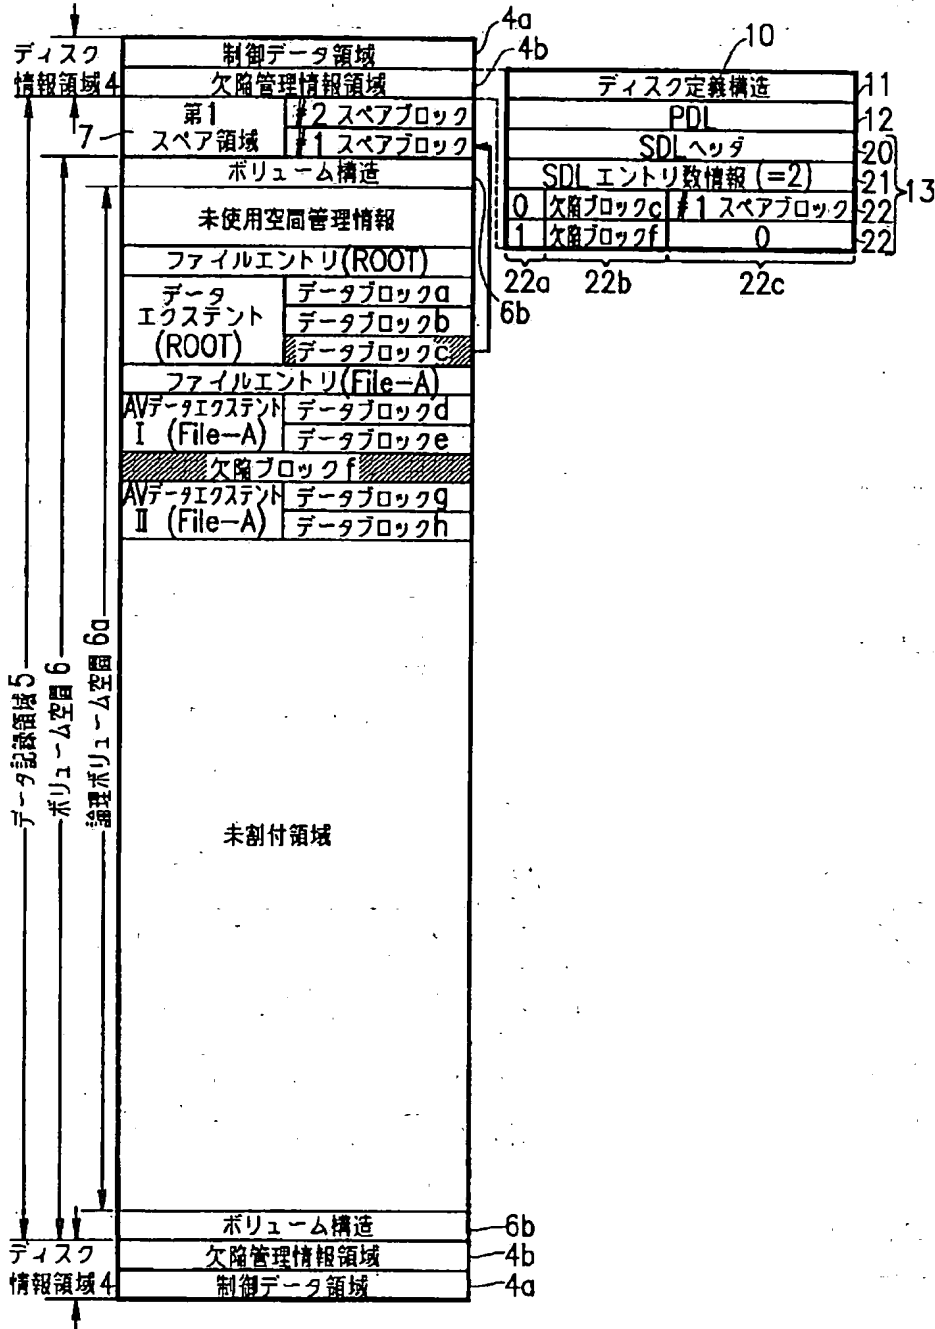 ディスク
情報領域 4
制御データ領域
4a
欠陥管理情報領域
4b
7
第1
スペア領域
#2 スペアブロック
#1 スペアブロック
ボリューム構造
6b
未使用空間管理情報
ファイルエントリ(ROOT)
データ
エクステント
(ROOT)
データブロックa
データブロックb
データブロックc
ファイルエントリ(File-A)
AVデータエクステント
I (File-A)
データブロックd
データブロックe
欠陥ブロックf
AVデータエクステント
II (File-A)
データブロックg
データブロックh
未割付領域
データ記録領域 5
ボリューム空間 6
論理ボリューム空間 6a
ボリューム構造
6b
ディスク
情報領域 4
欠陥管理情報領域
4b
制御データ領域
4a
10
ディスク定義構造
11
PDL
12
SDLヘッダ
20
SDLエントリ数情報 (=2)
21
13
0 欠陥ブロックc #1 スペアブロック
22
1 欠陥ブロックf 0
22
22a 22b 22c